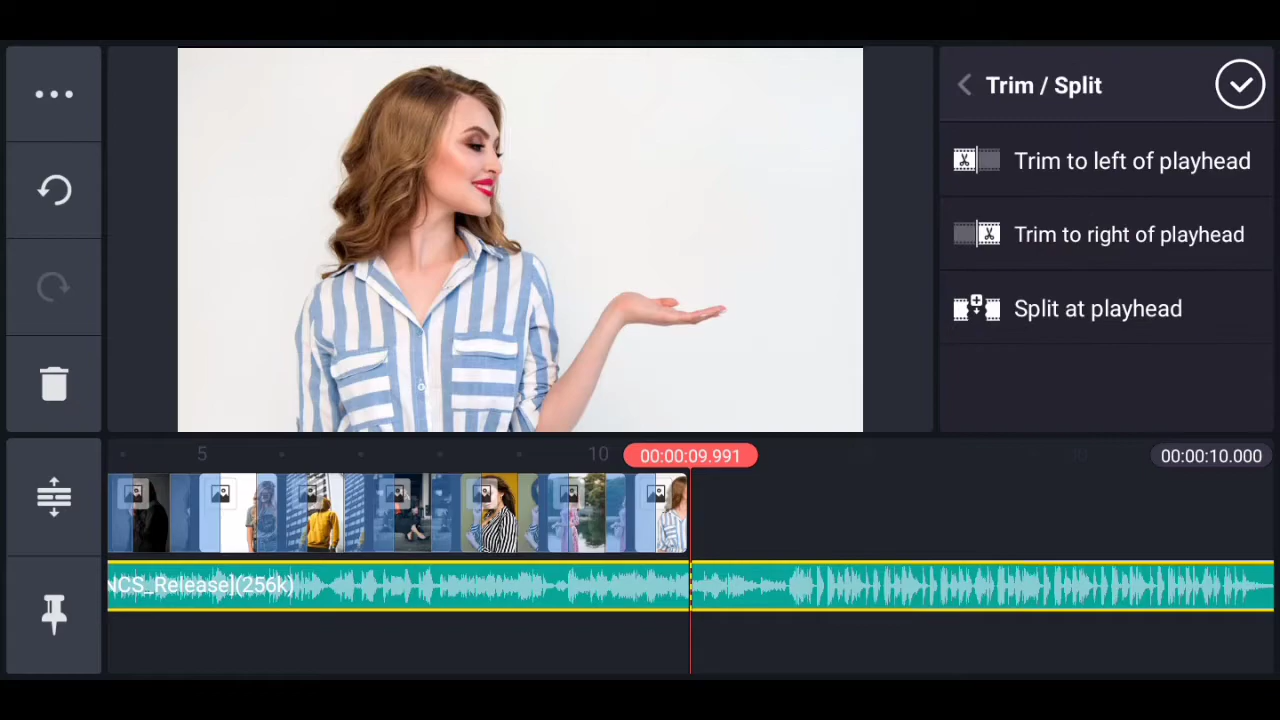 Trim / Split
Trim to left of playhead
Trim to right of playhead
Split at playhead
5
10
00:00:09.991
00:00:10.000
NCS_Release](256k)